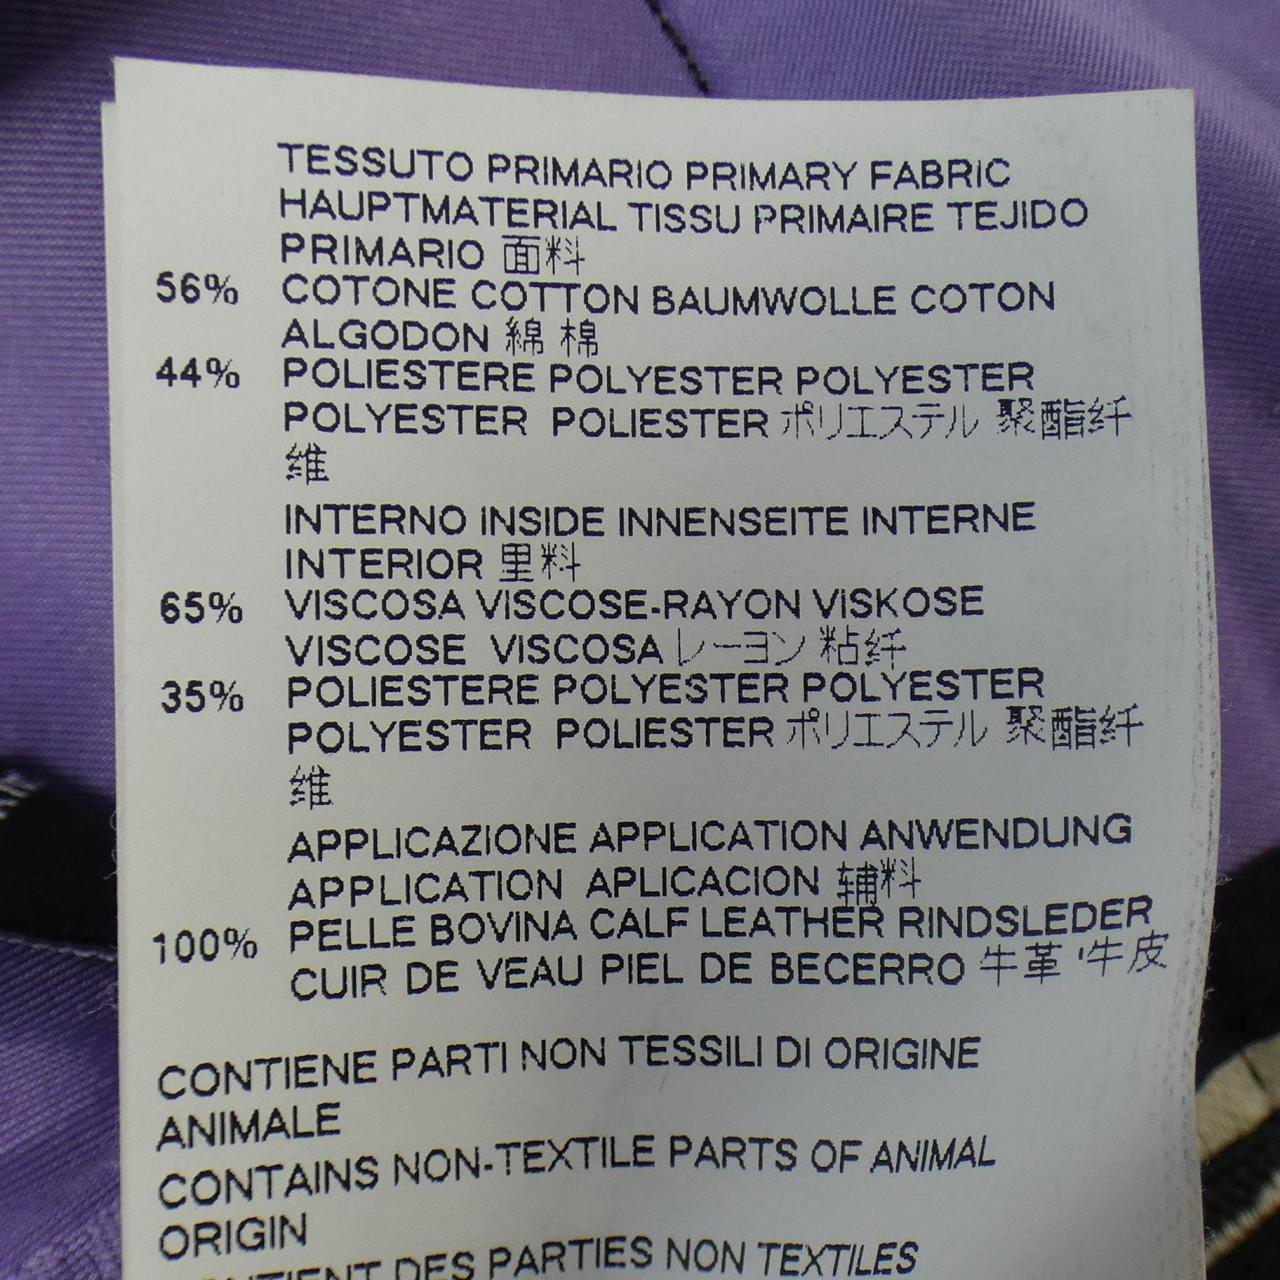 TESSUTO PRIMARIO PRIMARY FABRIC
HAUPTMATERIAL TISSU PRIMAIRE TEJIDO
PRIMARIO 面料
56% COTONE COTTON BAUMWOLLE COTON
ALGODON 綿 棉
44% POLIESTERE POLYESTER POLYESTER
POLYESTER POLIESTER ポリエステル 聚酯纤
维
INTERNO INSIDE INNENSEITE INTERNE
INTERIOR 里料
65% VISCOSA VISCOSE-RAYON VISKOSE
VISCOSE VISCOSA レーヨン 粘纤
35% POLIESTERE POLYESTER POLYESTER
POLYESTER POLIESTER ポリエステル 聚酯纤
维
APPLICAZIONE APPLICATION ANWENDUNG
APPLICATION APLICACION 辅料
100% PELLE BOVINA CALF LEATHER RINDSLEDER
CUIR DE VEAU PIEL DE BECERRO 牛革 '牛皮
CONTIENE PARTI NON TESSILI DI ORIGINE
ANIMALE
CONTAINS NON-TEXTILE PARTS OF ANIMAL
ORIGIN
CONTIENT DES PARTIES NON TEXTILES